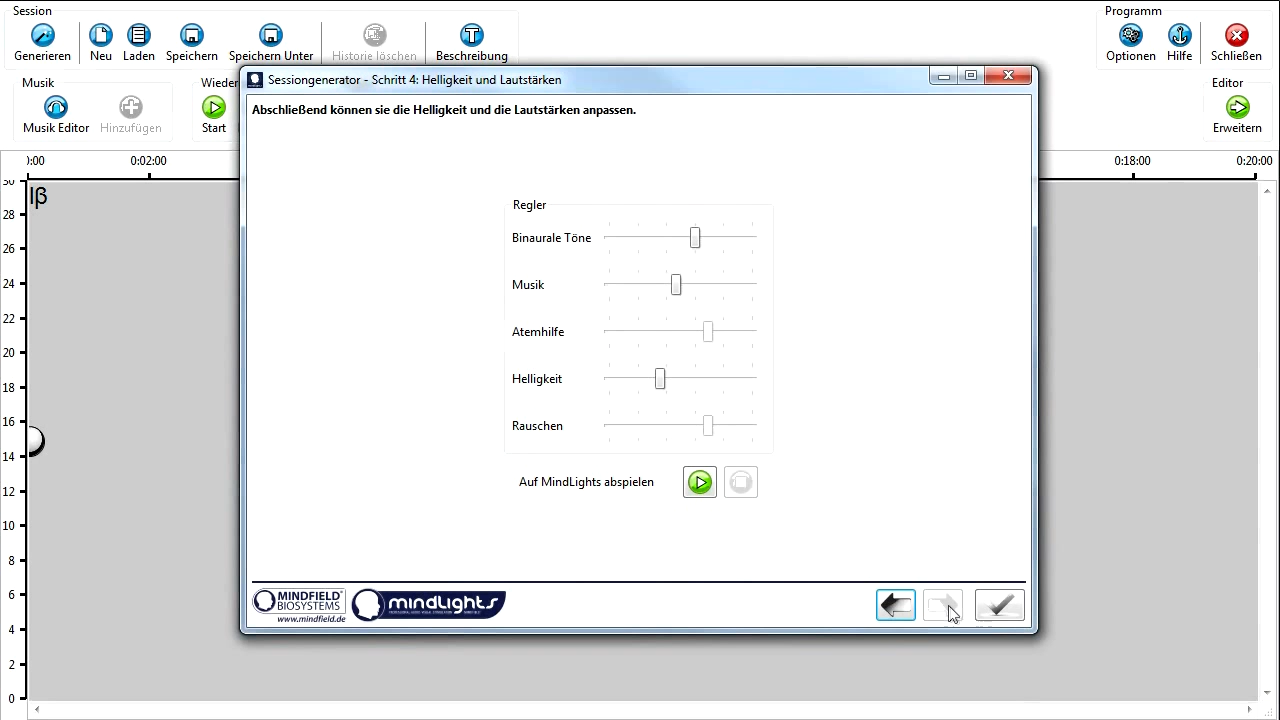 Session
Programm
Generieren
Neu
Laden
Speichern
Speichern Unter
Historie löschen
Beschreibung
Optionen
Hilfe
Schließen
Musik
Wieder
Editor
Musik Editor
Hinzufügen
Start
Erweitern
Sessiongenerator - Schritt 4: Helligkeit und Lautstärken
Abschließend können sie die Helligkeit und die Lautstärken anpassen.
0:00 0:02:00 0:18:00 0:20:00
Iβ
30
28
26
24
22
20
18
16
14
12
10
8
6
4
2
0
Regler
Binaurale Töne
Musik
Atemhilfe
Helligkeit
Rauschen
Auf MindLights abspielen
MINDFIELD
BIOSYSTEMS
www.mindfield.de
mindLights